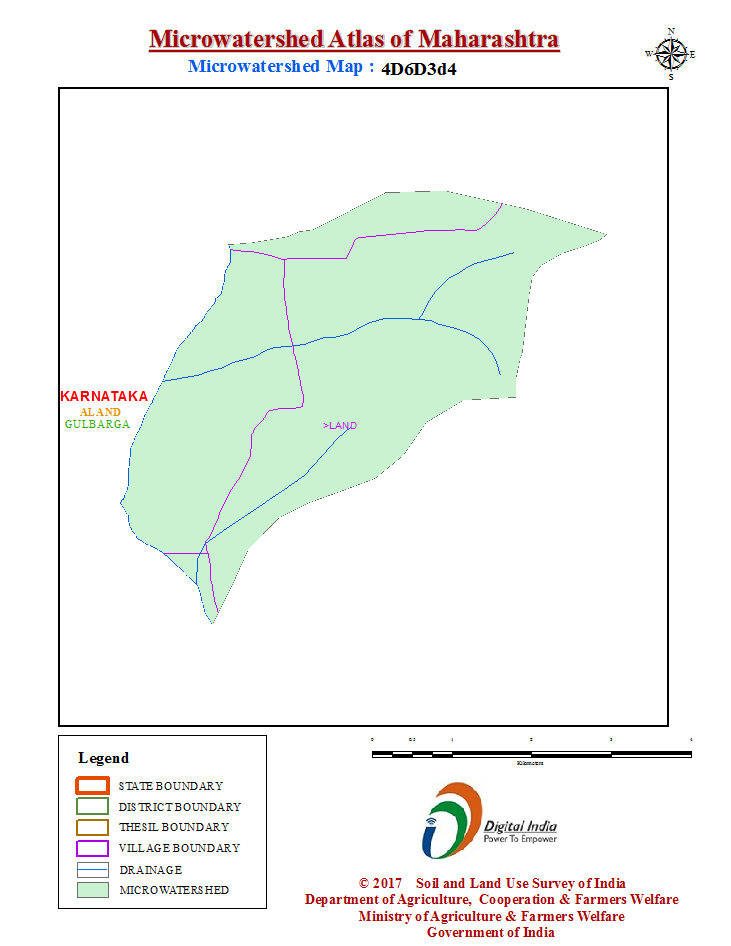 Microwatershed Atlas of Maharashtra
Microwatershed Map : 4D6D3d4
N
W E
S
KARNATAKA
ALAND
GULBARGA
>LAND
Legend
STATE BOUNDARY
DISTRICT BOUNDARY
THESIL BOUNDARY
VILLAGE BOUNDARY
DRAINAGE
MICROWATERSHED
0 0.5 1 2 3 4
Kilometers
Digital India
Power To Empower
© 2017 Soil and Land Use Survey of India
Department of Agriculture, Cooperation & Farmers Welfare
Ministry of Agriculture & Farmers Welfare
Government of India